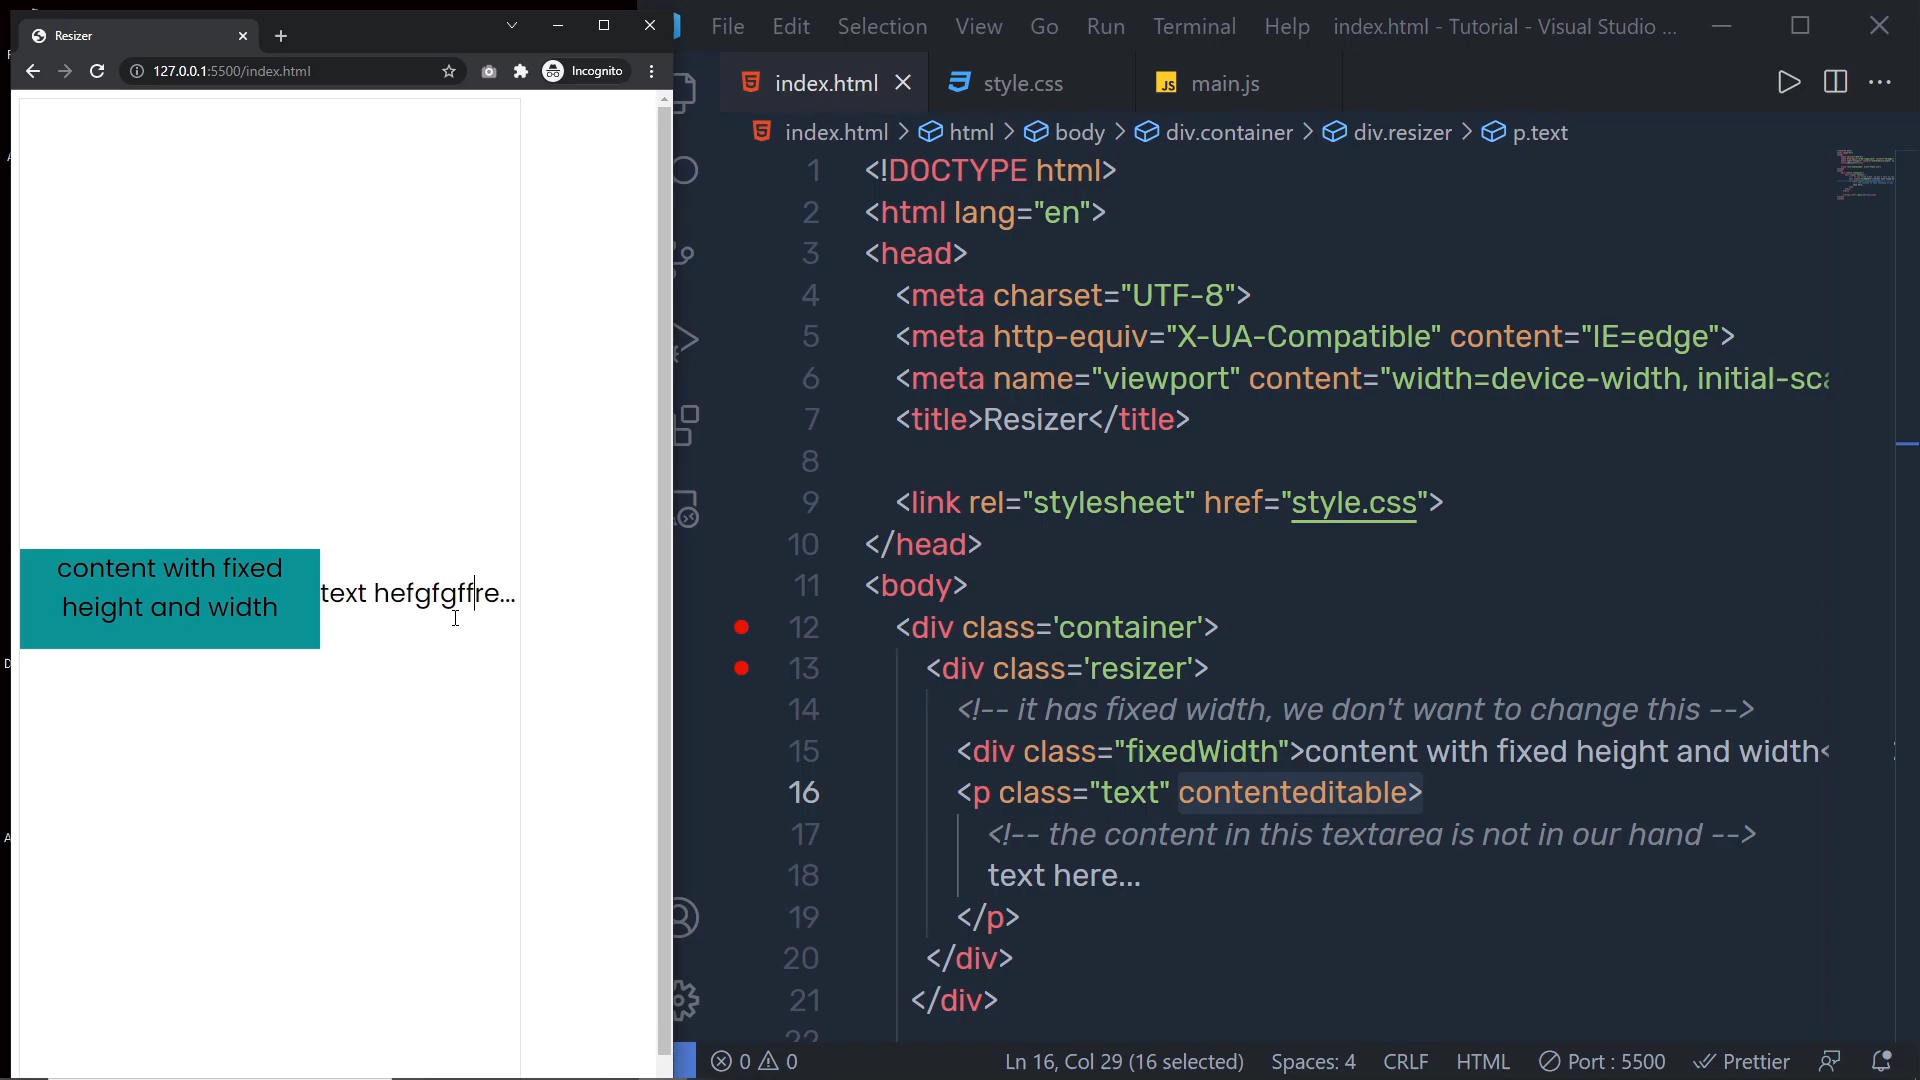 Resizer
127.0.0.1:5500/index.html
Incognito
content with fixed
height and width
text hefgfgffre...
File Edit Selection View Go Run Terminal Help index.html - Tutorial - Visual Studio ...
index.html style.css JS main.js
index.html > html > body > div.container > div.resizer > p.text
1 <!DOCTYPE html>
2 <html lang="en">
3 <head>
4 <meta charset="UTF-8">
5 <meta http-equiv="X-UA-Compatible" content="IE=edge">
6 <meta name="viewport" content="width=device-width, initial-sca
7 <title>Resizer</title>
8
9 <link rel="stylesheet" href="style.css">
10 </head>
11 <body>
12 <div class='container'>
13 <div class='resizer'>
14 <!-- it has fixed width, we don't want to change this -->
15 <div class="fixedWidth">content with fixed height and width<
16 <p class="text" contenteditable>
17 <!-- the content in this textarea is not in our hand -->
18 text here...
19 </p>
20 </div>
21 </div>
22
0 0 Ln 16, Col 29 (16 selected) Spaces: 4 CRLF HTML Port : 5500 Prettier